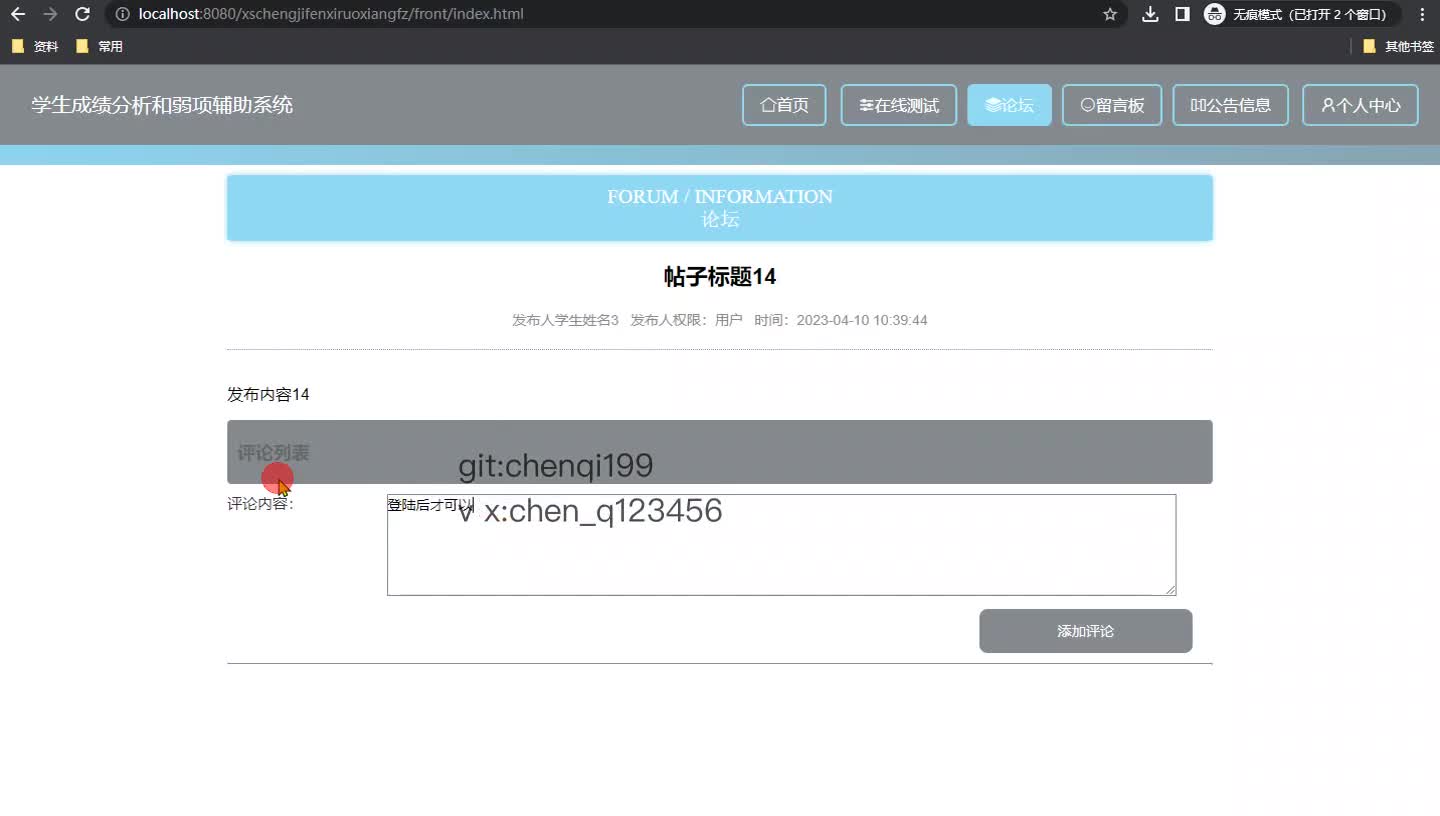 localhost:8080/xschengjifenxiruoxiangfz/front/index.html
无痕模式（已打开 2 个窗口）
资料
常用
其他书签
学生成绩分析和弱项辅助系统
首页
在线测试
论坛
留言板
公告信息
个人中心
FORUM / INFORMATION
论坛
帖子标题14
发布人学生姓名3 发布人权限：用户 时间：2023-04-10 10:39:44
发布内容14
评论列表
git:chenqi199
评论内容：
登陆后才可以
v x:chen_q123456
添加评论